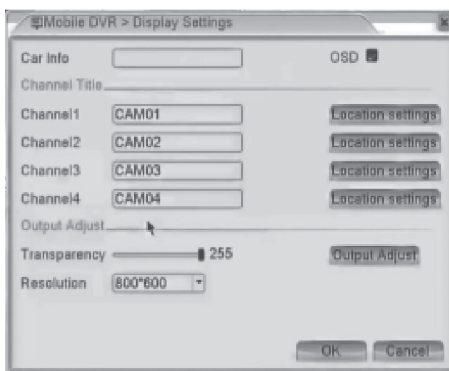 Mobile DVR > Display Settings
Car Info OSD
Channel Title
Channel1 CAM01 Location settings
Channel2 CAM02 Location settings
Channel3 CAM03 Location settings
Channel4 CAM04 Location settings
Output Adjust
Transparency 255 Output Adjust
Resolution 800*600
OK Cancel